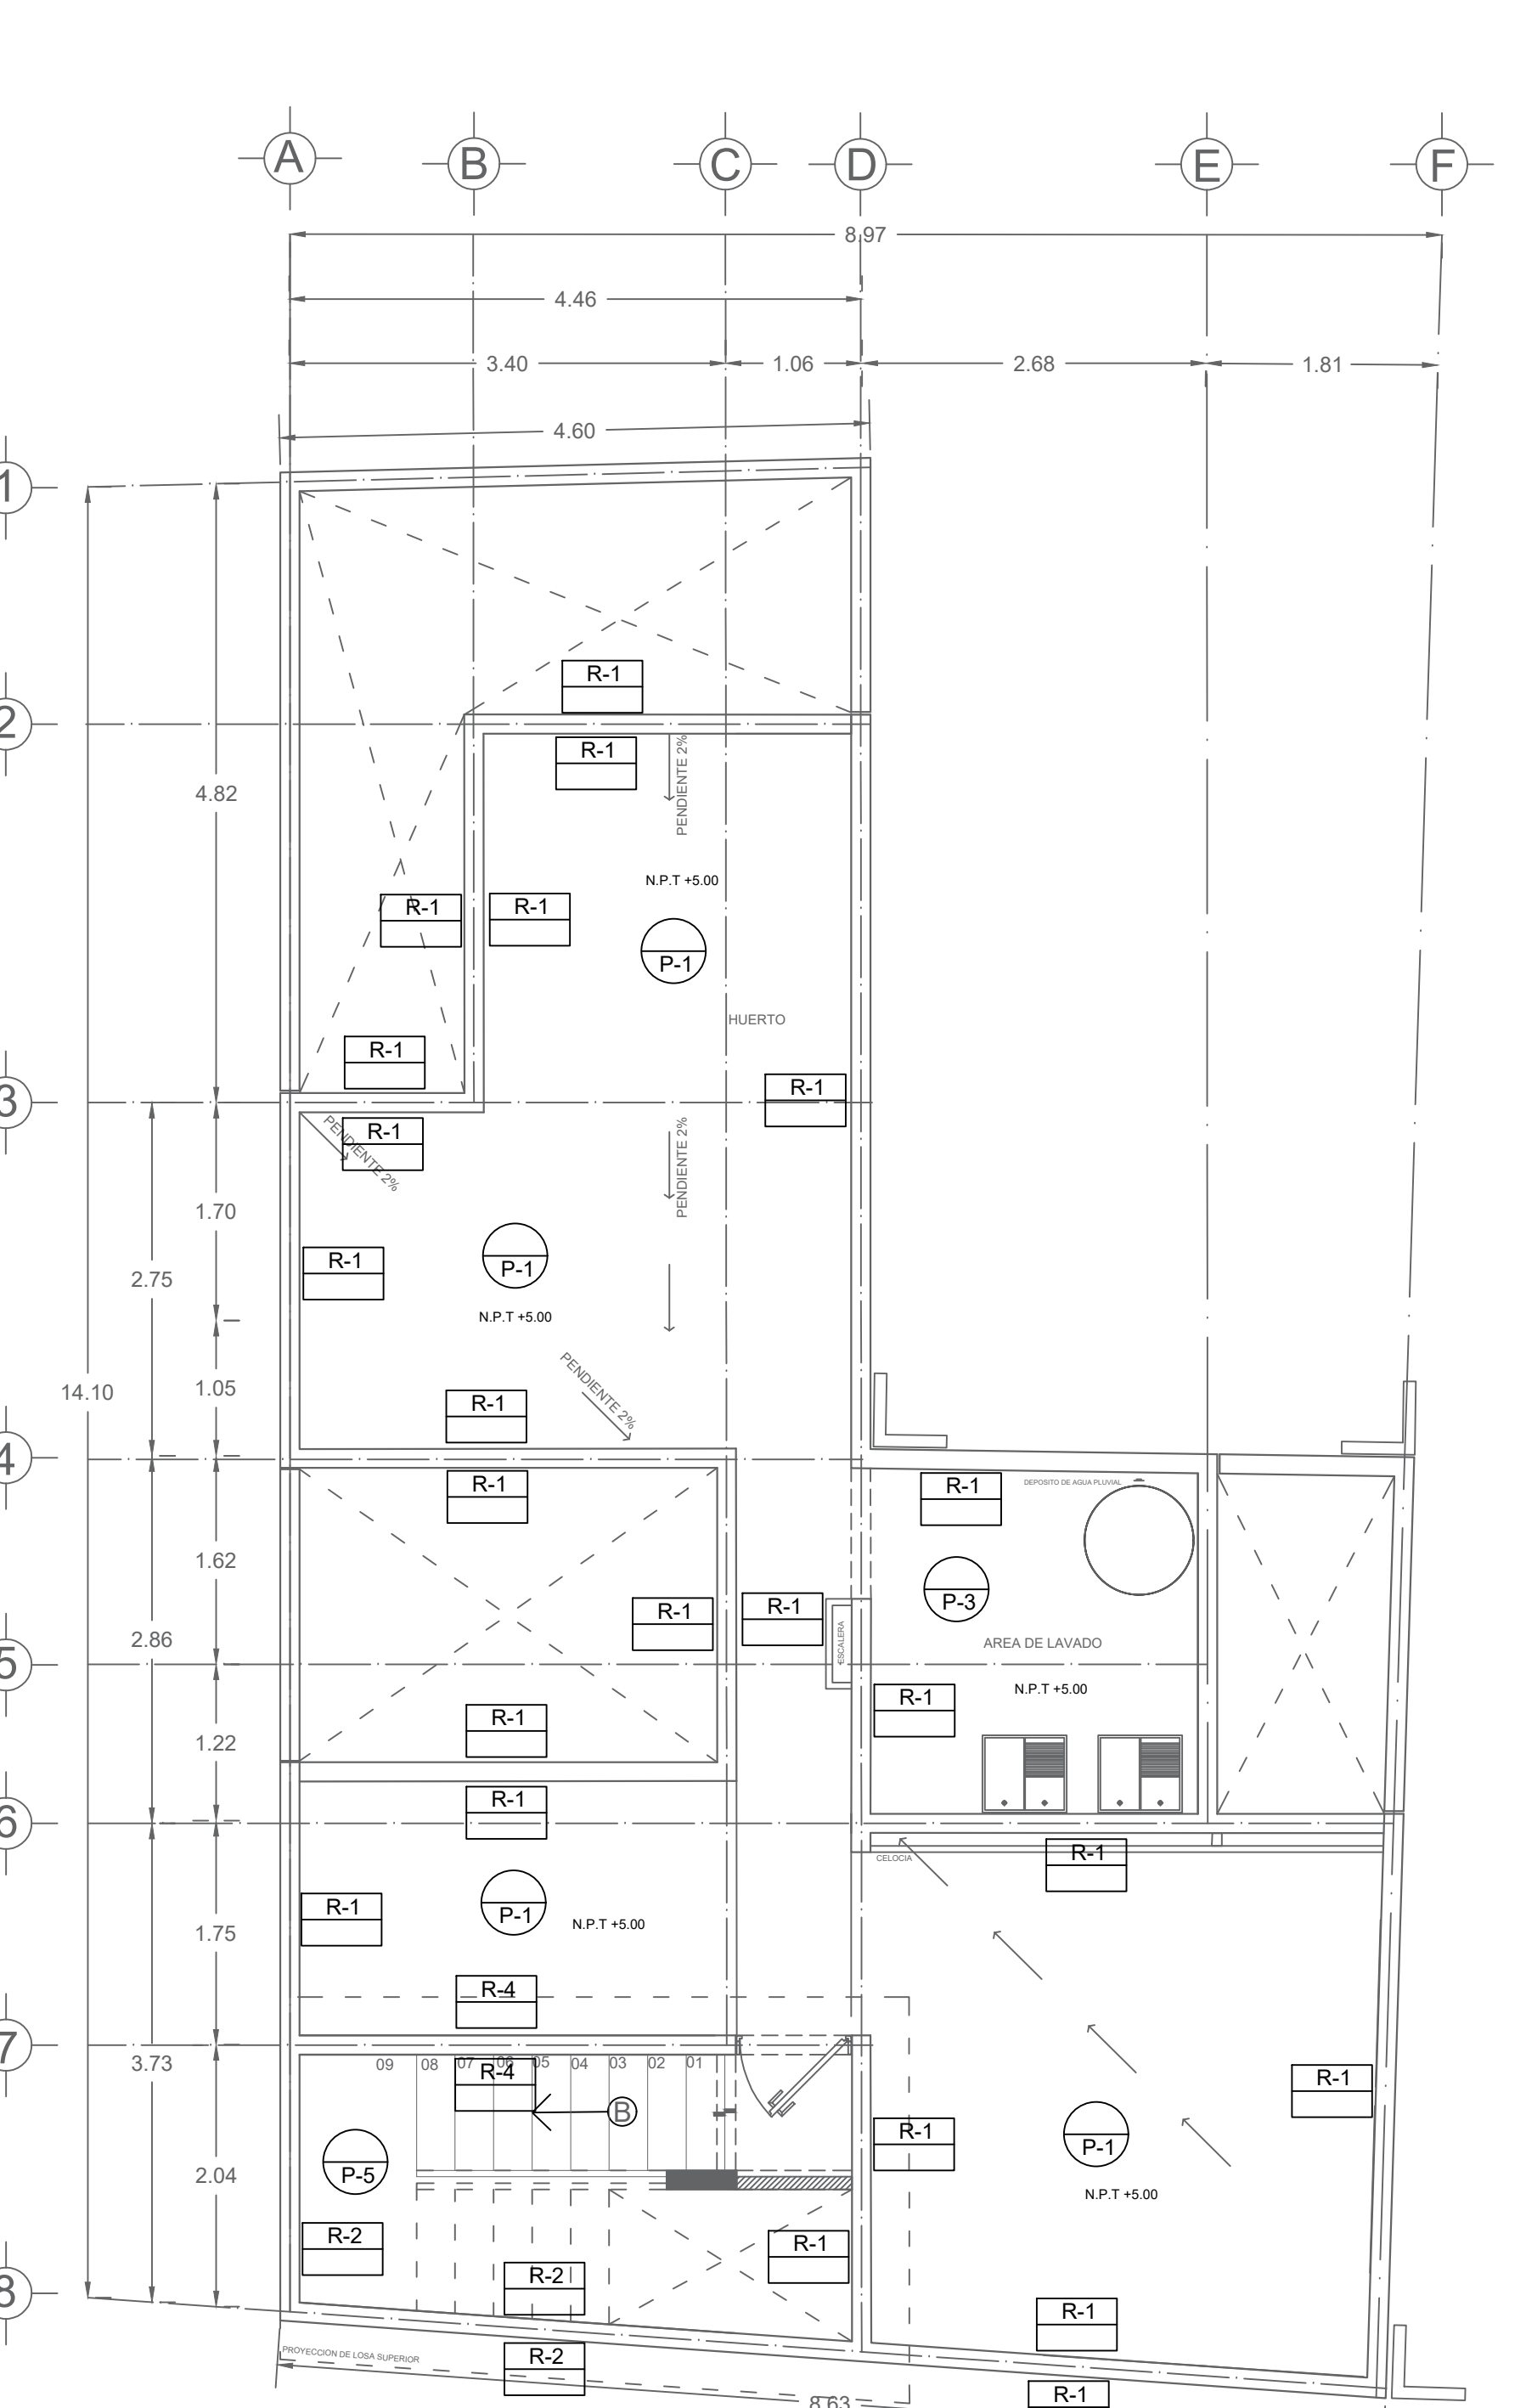 A
B
C
D
E
F
8.97
4.46
3.40
1.06
2.68
1.81
4.60
1
R-1
2
R-1
PENDIENTE 2%
4.82
N.P.T +5.00
R-1
R-1
P-1
HUERTO
R-1
R-1
3
R-1
PENDIENTE 2%
PENDIENTE 2%
1.70
R-1
P-1
2.75
N.P.T +5.00
14.10
1.05
PENDIENTE 2%
R-1
4
R-1
R-1
DEPOSITO DE AGUA PLUVIAL
1.62
P-3
R-1
R-1
2.86
ESCALERA
AREA DE LAVADO
5
N.P.T +5.00
R-1
R-1
1.22
R-1
6
R-1
CELOCIA
R-1
P-1
N.P.T +5.00
1.75
R-4
7
3.73
09
08
07
06
05
04
03
02
01
R-4
R-1
B
R-1
P-1
P-5
2.04
N.P.T +5.00
R-2
R-1
8
R-2
R-1
PROYECCION DE LOSA SUPERIOR
R-2
R-1
8.63